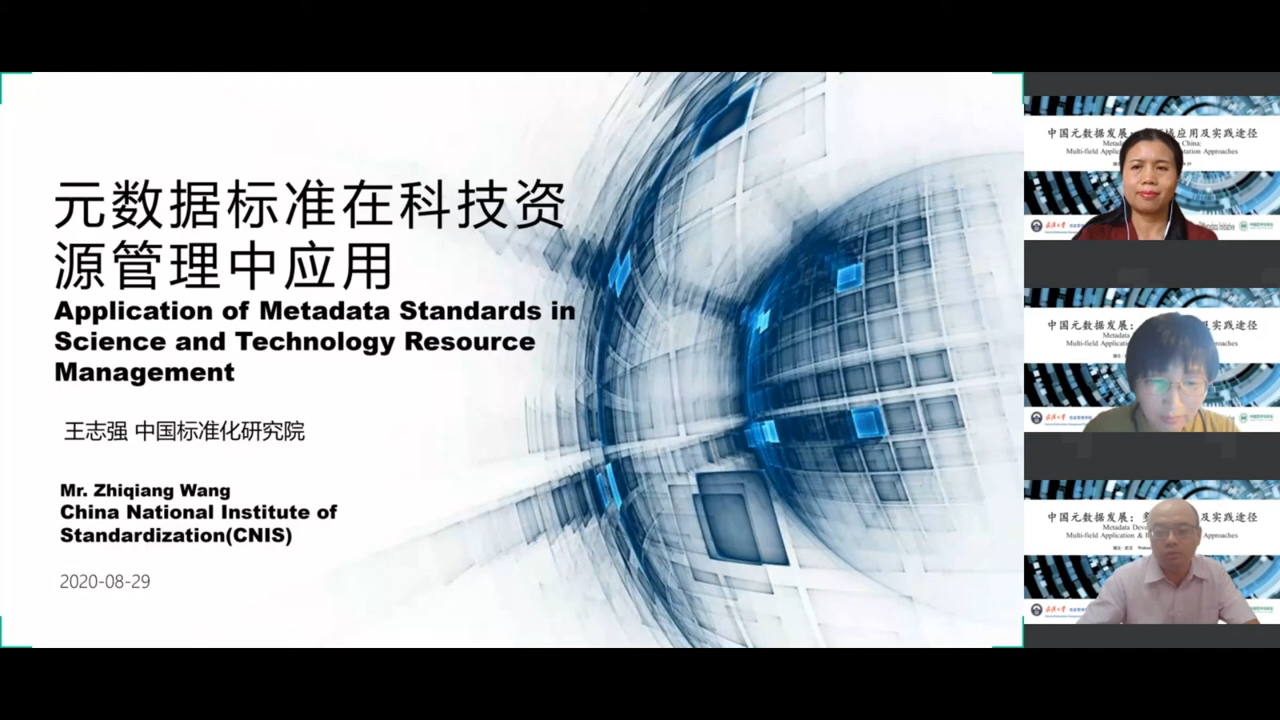 元数据标准在科技资
源管理中应用
Application of Metadata Standards in
Science and Technology Resource
Management
王志强 中国标准化研究院
Mr. Zhiqiang Wang
China National Institute of
Standardization(CNIS)
2020-08-29
中国元数据发展: 应用及实践途径
Metadata China:
Multi-field Approaches
中国元数据发展: 及实践途径
Metadata
Multi-field Approaches
中国元数据发展: 及实践途径
Metadata
Multi-field Application & Approaches